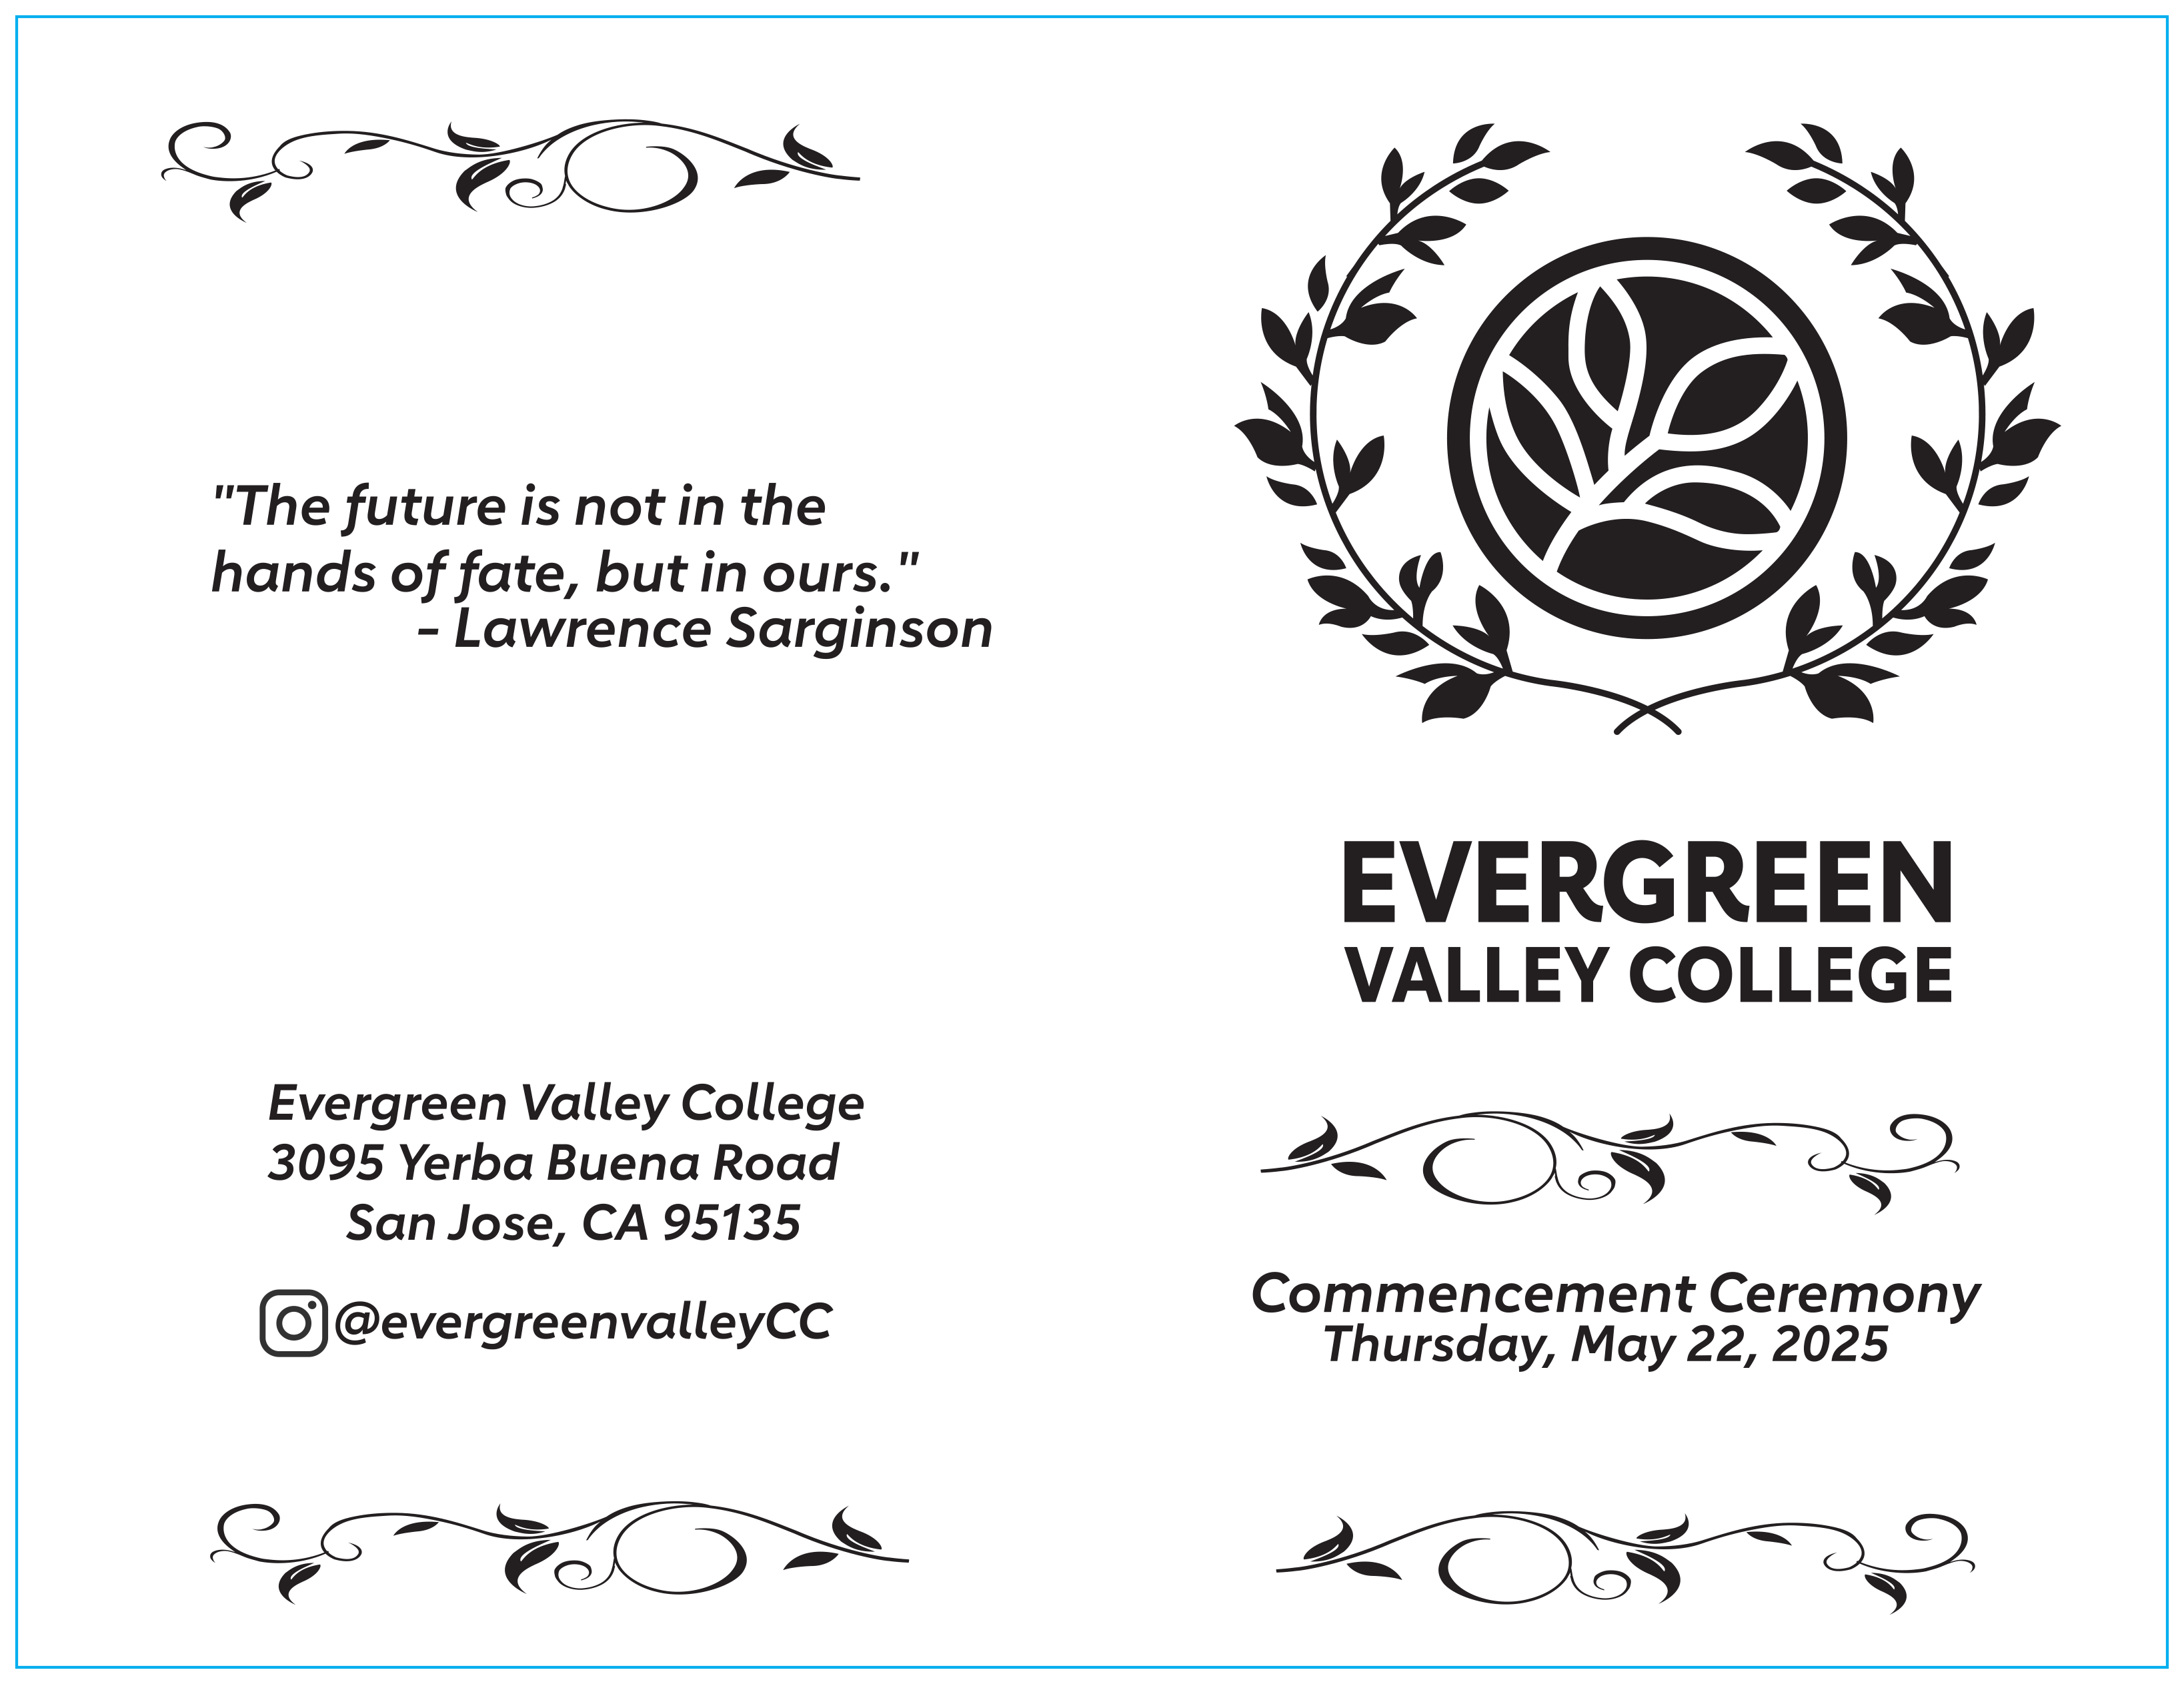 "The future is not in the
hands of fate, but in ours."
– Lawrence Sarginson
Evergreen Valley College
3095 Yerba Buena Road
San Jose, CA 95135
@evergreenvalleyCC
EVERGREEN
VALLEY COLLEGE
Commencement Ceremony
Thursday, May 22, 2025